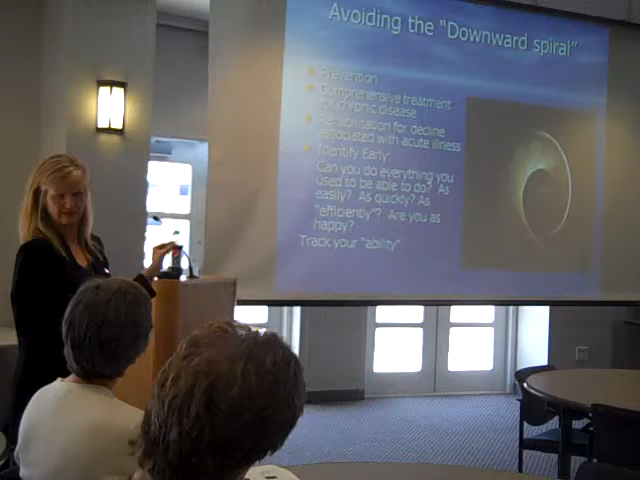 Avoiding the "Downward spiral"
Prevention
Comprehensive treatment
for chronic disease
Rehabilitation for decline
associated with acute illness
Identify Early:
Can you do everything you
used to be able to do? As
easily? As quickly? As
"efficiently"? Are you as
happy?
Track your "ability"